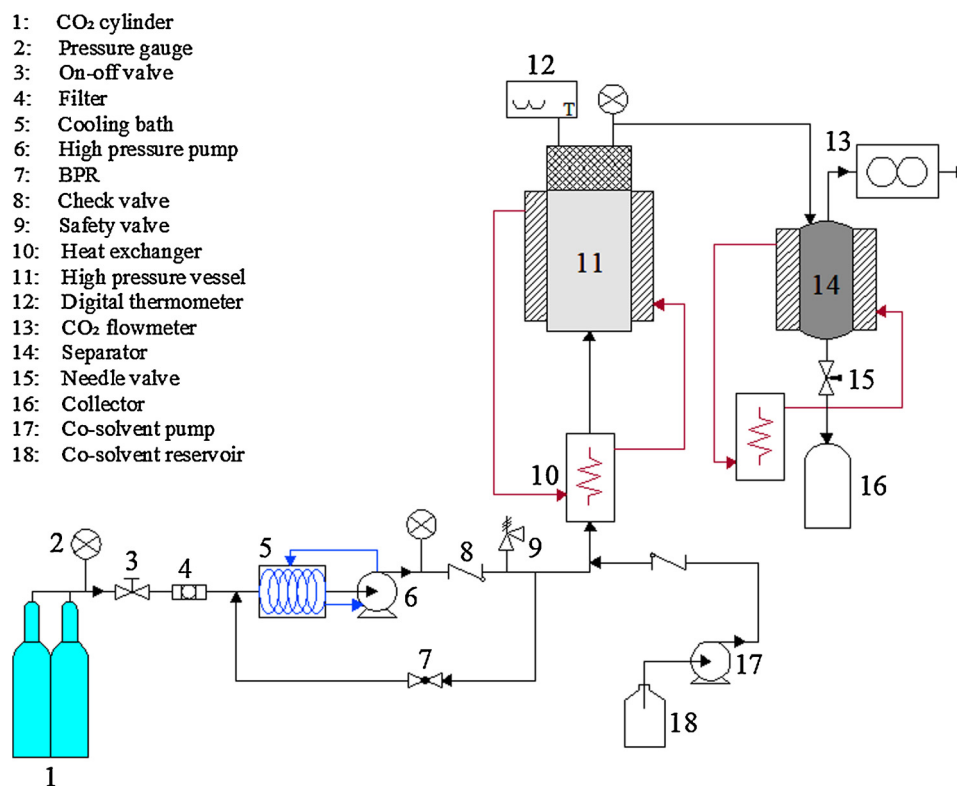 1: CO₂ cylinder
2: Pressure gauge
3: On-off valve
4: Filter
5: Cooling bath
6: High pressure pump
7: BPR
8: Check valve
9: Safety valve
10: Heat exchanger
11: High pressure vessel
12: Digital thermometer
13: CO₂ flowmeter
14: Separator
15: Needle valve
16: Collector
17: Co-solvent pump
18: Co-solvent reservoir
12
T
13
11
14
15
10
16
2
3
4
5
6
8
9
7
17
18
1